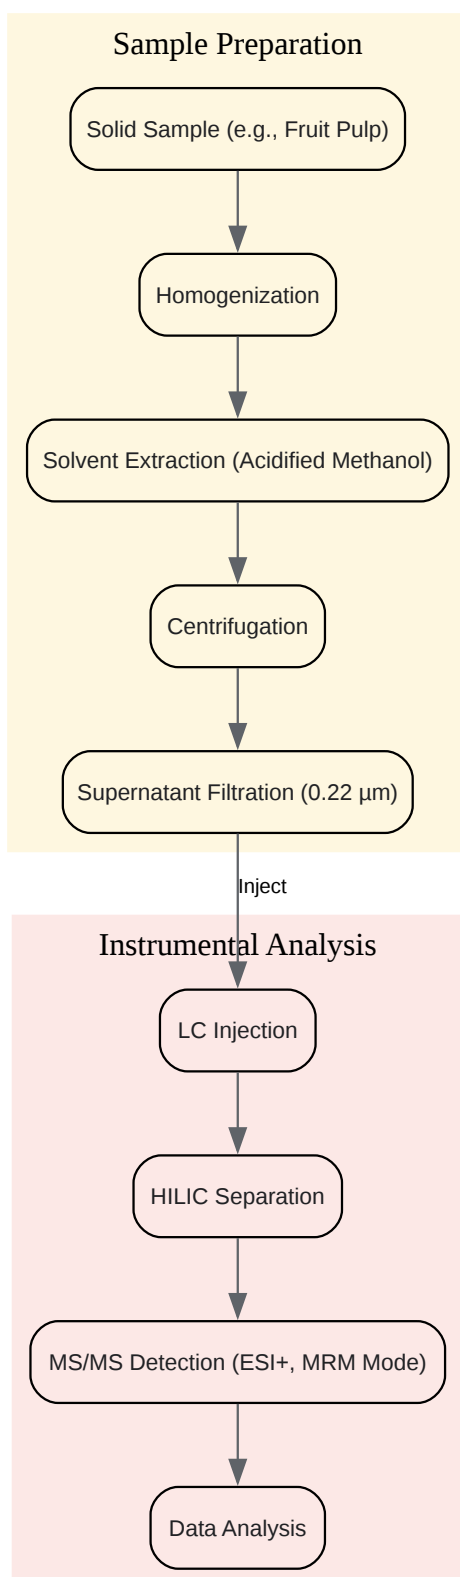 Sample Preparation
Solid Sample (e.g., Fruit Pulp)
Homogenization
Solvent Extraction (Acidified Methanol)
Centrifugation
Supernatant Filtration (0.22 µm)
Inject
Instrumental Analysis
LC Injection
HILIC Separation
MS/MS Detection (ESI+, MRM Mode)
Data Analysis